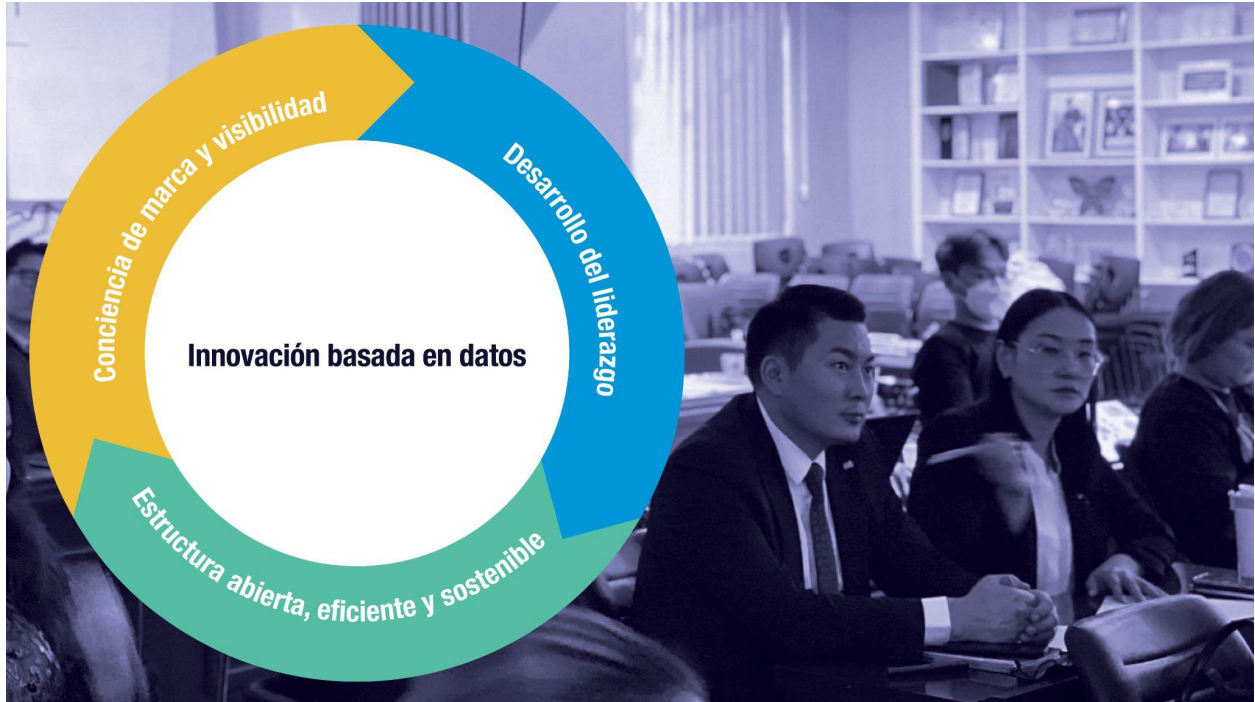 Conciencia de marca y visibilidad
Desarrollo del liderazgo
Innovación basada en datos
Estructura abierta, eficiente y sostenible